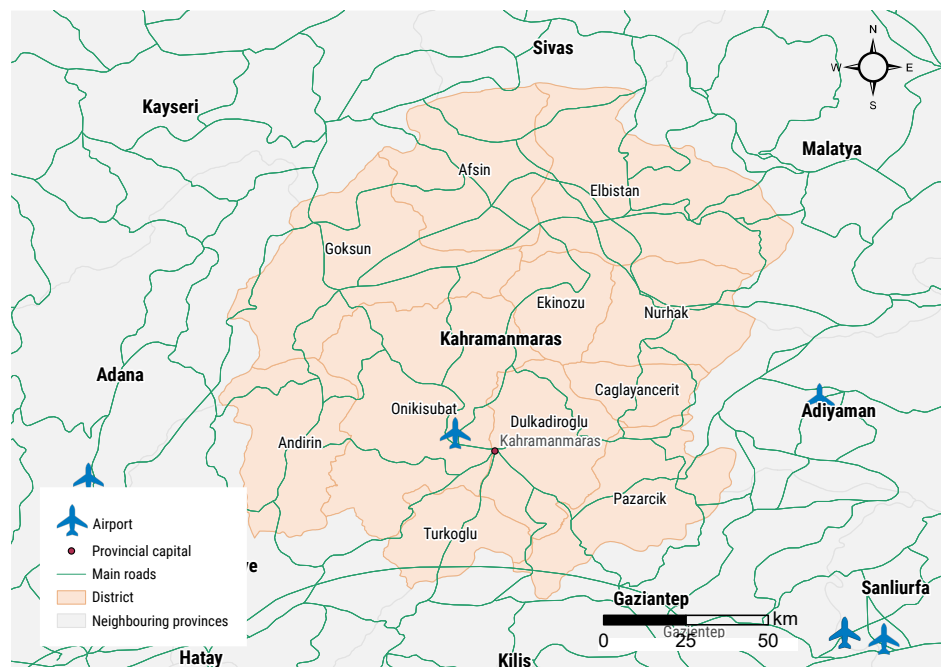 Sivas
N
W E
S
Kayseri
Malatya
Afsin
Elbistan
Goksun
Ekinozu
Nurhak
Kahramanmaras
Adana
Caglayancerit
Onikisubat
Adiyaman
Dulkadiroglu
Kahramanmaras
Andirin
Pazarcik
Turkoglu
Airport
Provincial capital
Main roads
ve
District
Neighbouring provinces
Sanliurfa
Gaziantep
km
Gaziantep
0 25 50
Hatay
Kilis